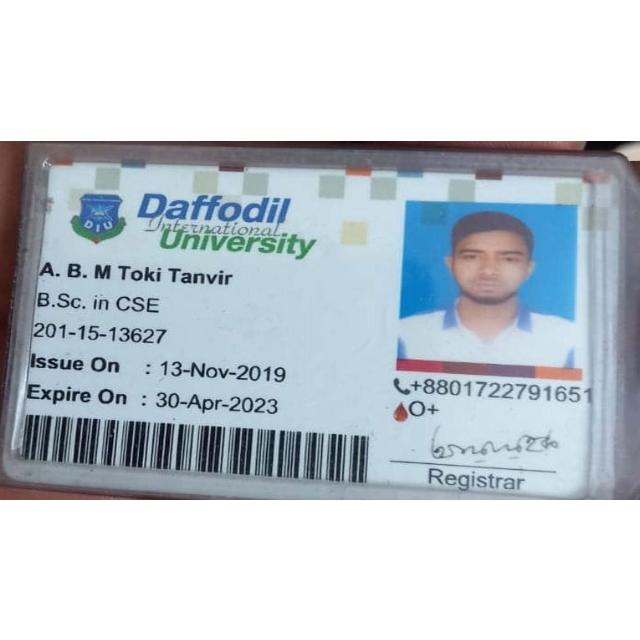 DIU
Daffodil
International
University
A. B. M Toki Tanvir
B.Sc. in CSE
201-15-13627
Issue On : 13-Nov-2019
Expire On : 30-Apr-2023
+8801722791651
O+
Registrar